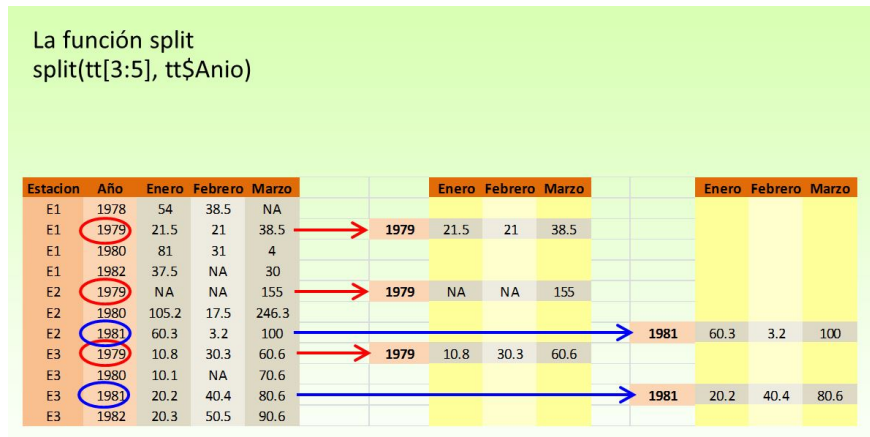 La función split
split(tt[3:5], tt$Anio)
Estacion Año Enero Febrero Marzo Enero Febrero Marzo Enero Febrero Marzo
E1 1978 54 38.5 NA
E1 1979 21.5 21 38.5 1979 21.5 21 38.5
E1 1980 81 31 4
E1 1982 37.5 NA 30
E2 1979 NA NA 155 1979 NA NA 155
E2 1980 105.2 17.5 246.3
E2 1981 60.3 3.2 100 1981 60.3 3.2 100
E3 1979 10.8 30.3 60.6 1979 10.8 30.3 60.6
E3 1980 10.1 NA 70.6
E3 1981 20.2 40.4 80.6 1981 20.2 40.4 80.6
E3 1982 20.3 50.5 90.6